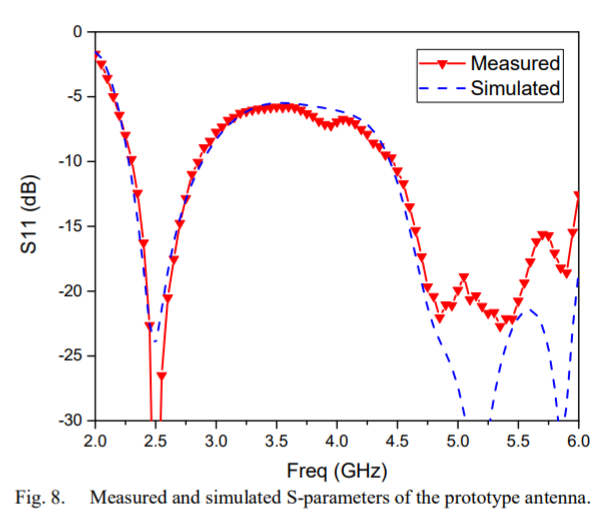 0
-5
-10
-15
-20
-25
-30
S11 (dB)
Measured
Simulated
2.0 2.5 3.0 3.5 4.0 4.5 5.0 5.5 6.0
Freq (GHz)
Fig. 8. Measured and simulated S-parameters of the prototype antenna.